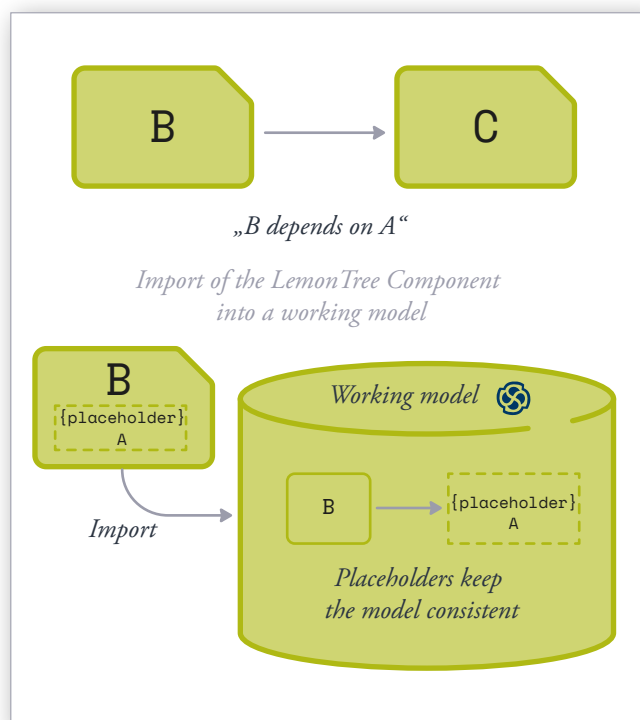 B
C
„B depends on A“
Import of the LemonTree Component
into a working model
B
{placeholder}
A
Working model
B
{placeholder}
A
Import
Placeholders keep
the model consistent